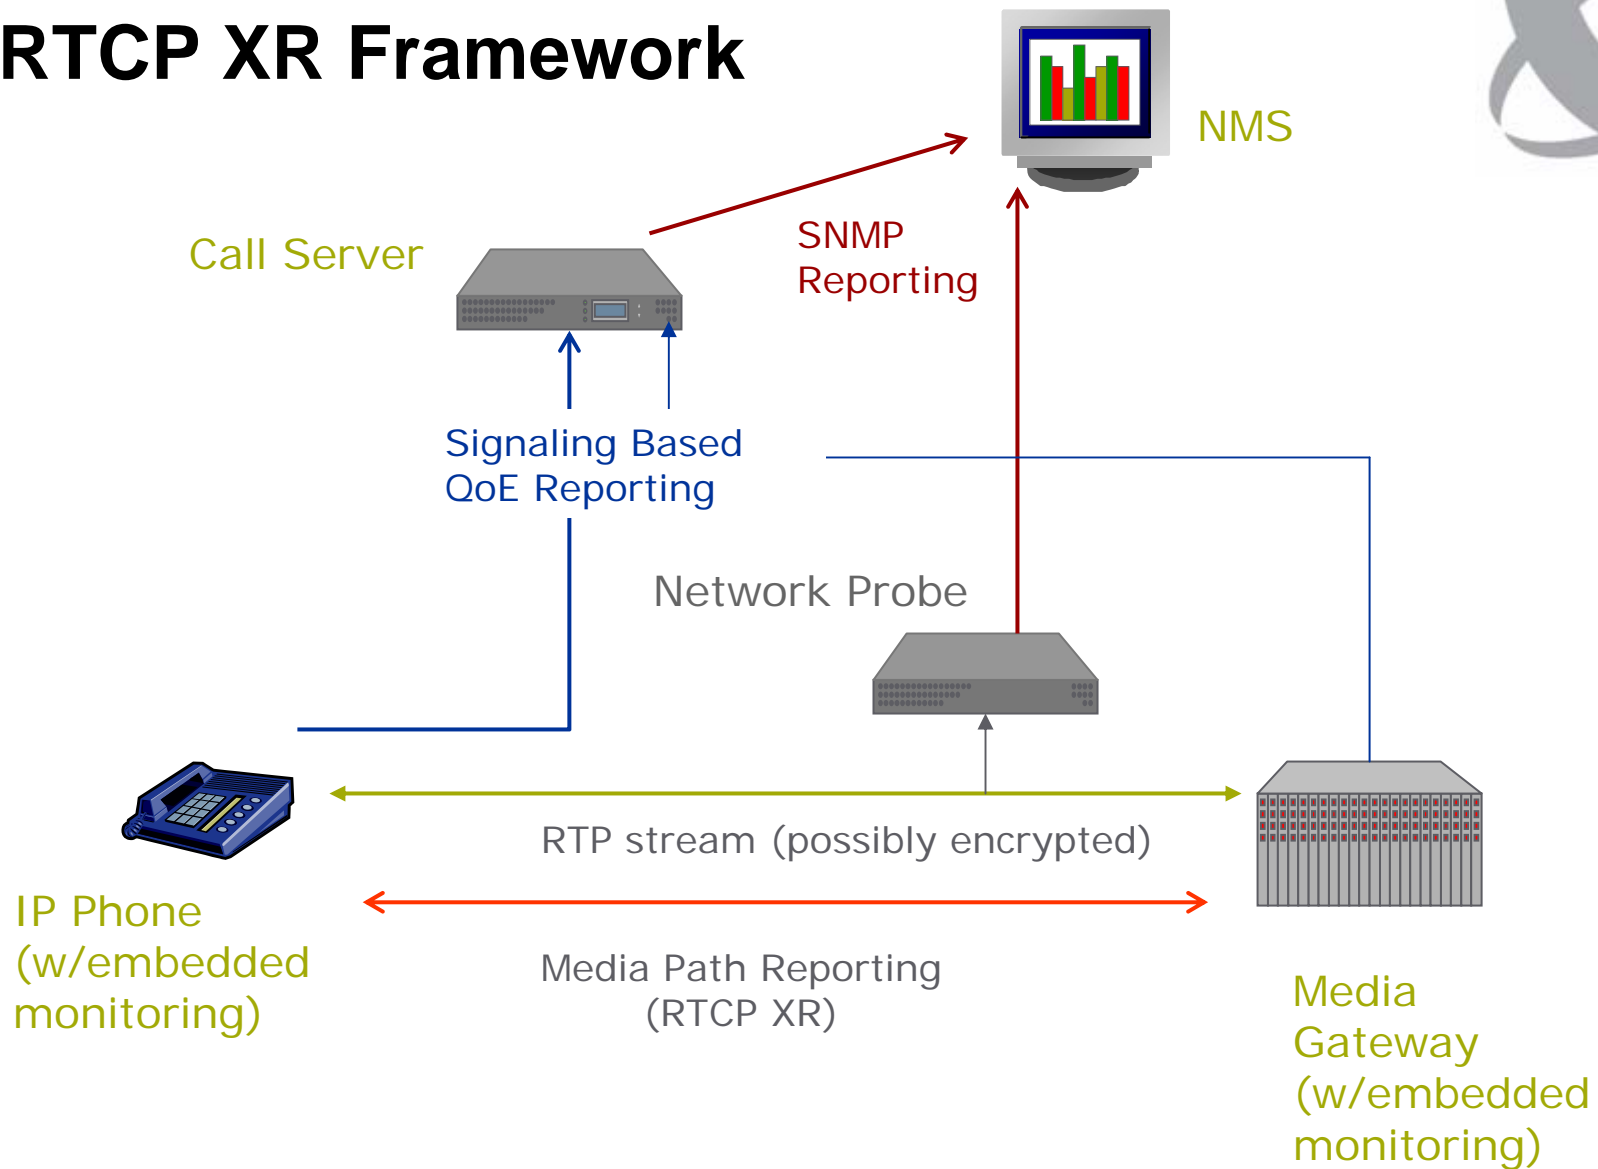 RTCP XR Framework
NMS
Call Server
SNMP
Reporting
Signaling Based
QoE Reporting
Network Probe
RTP stream (possibly encrypted)
IP Phone
(w/embedded
monitoring)
Media Path Reporting
(RTCP XR)
Media
Gateway
(w/embedded
monitoring)